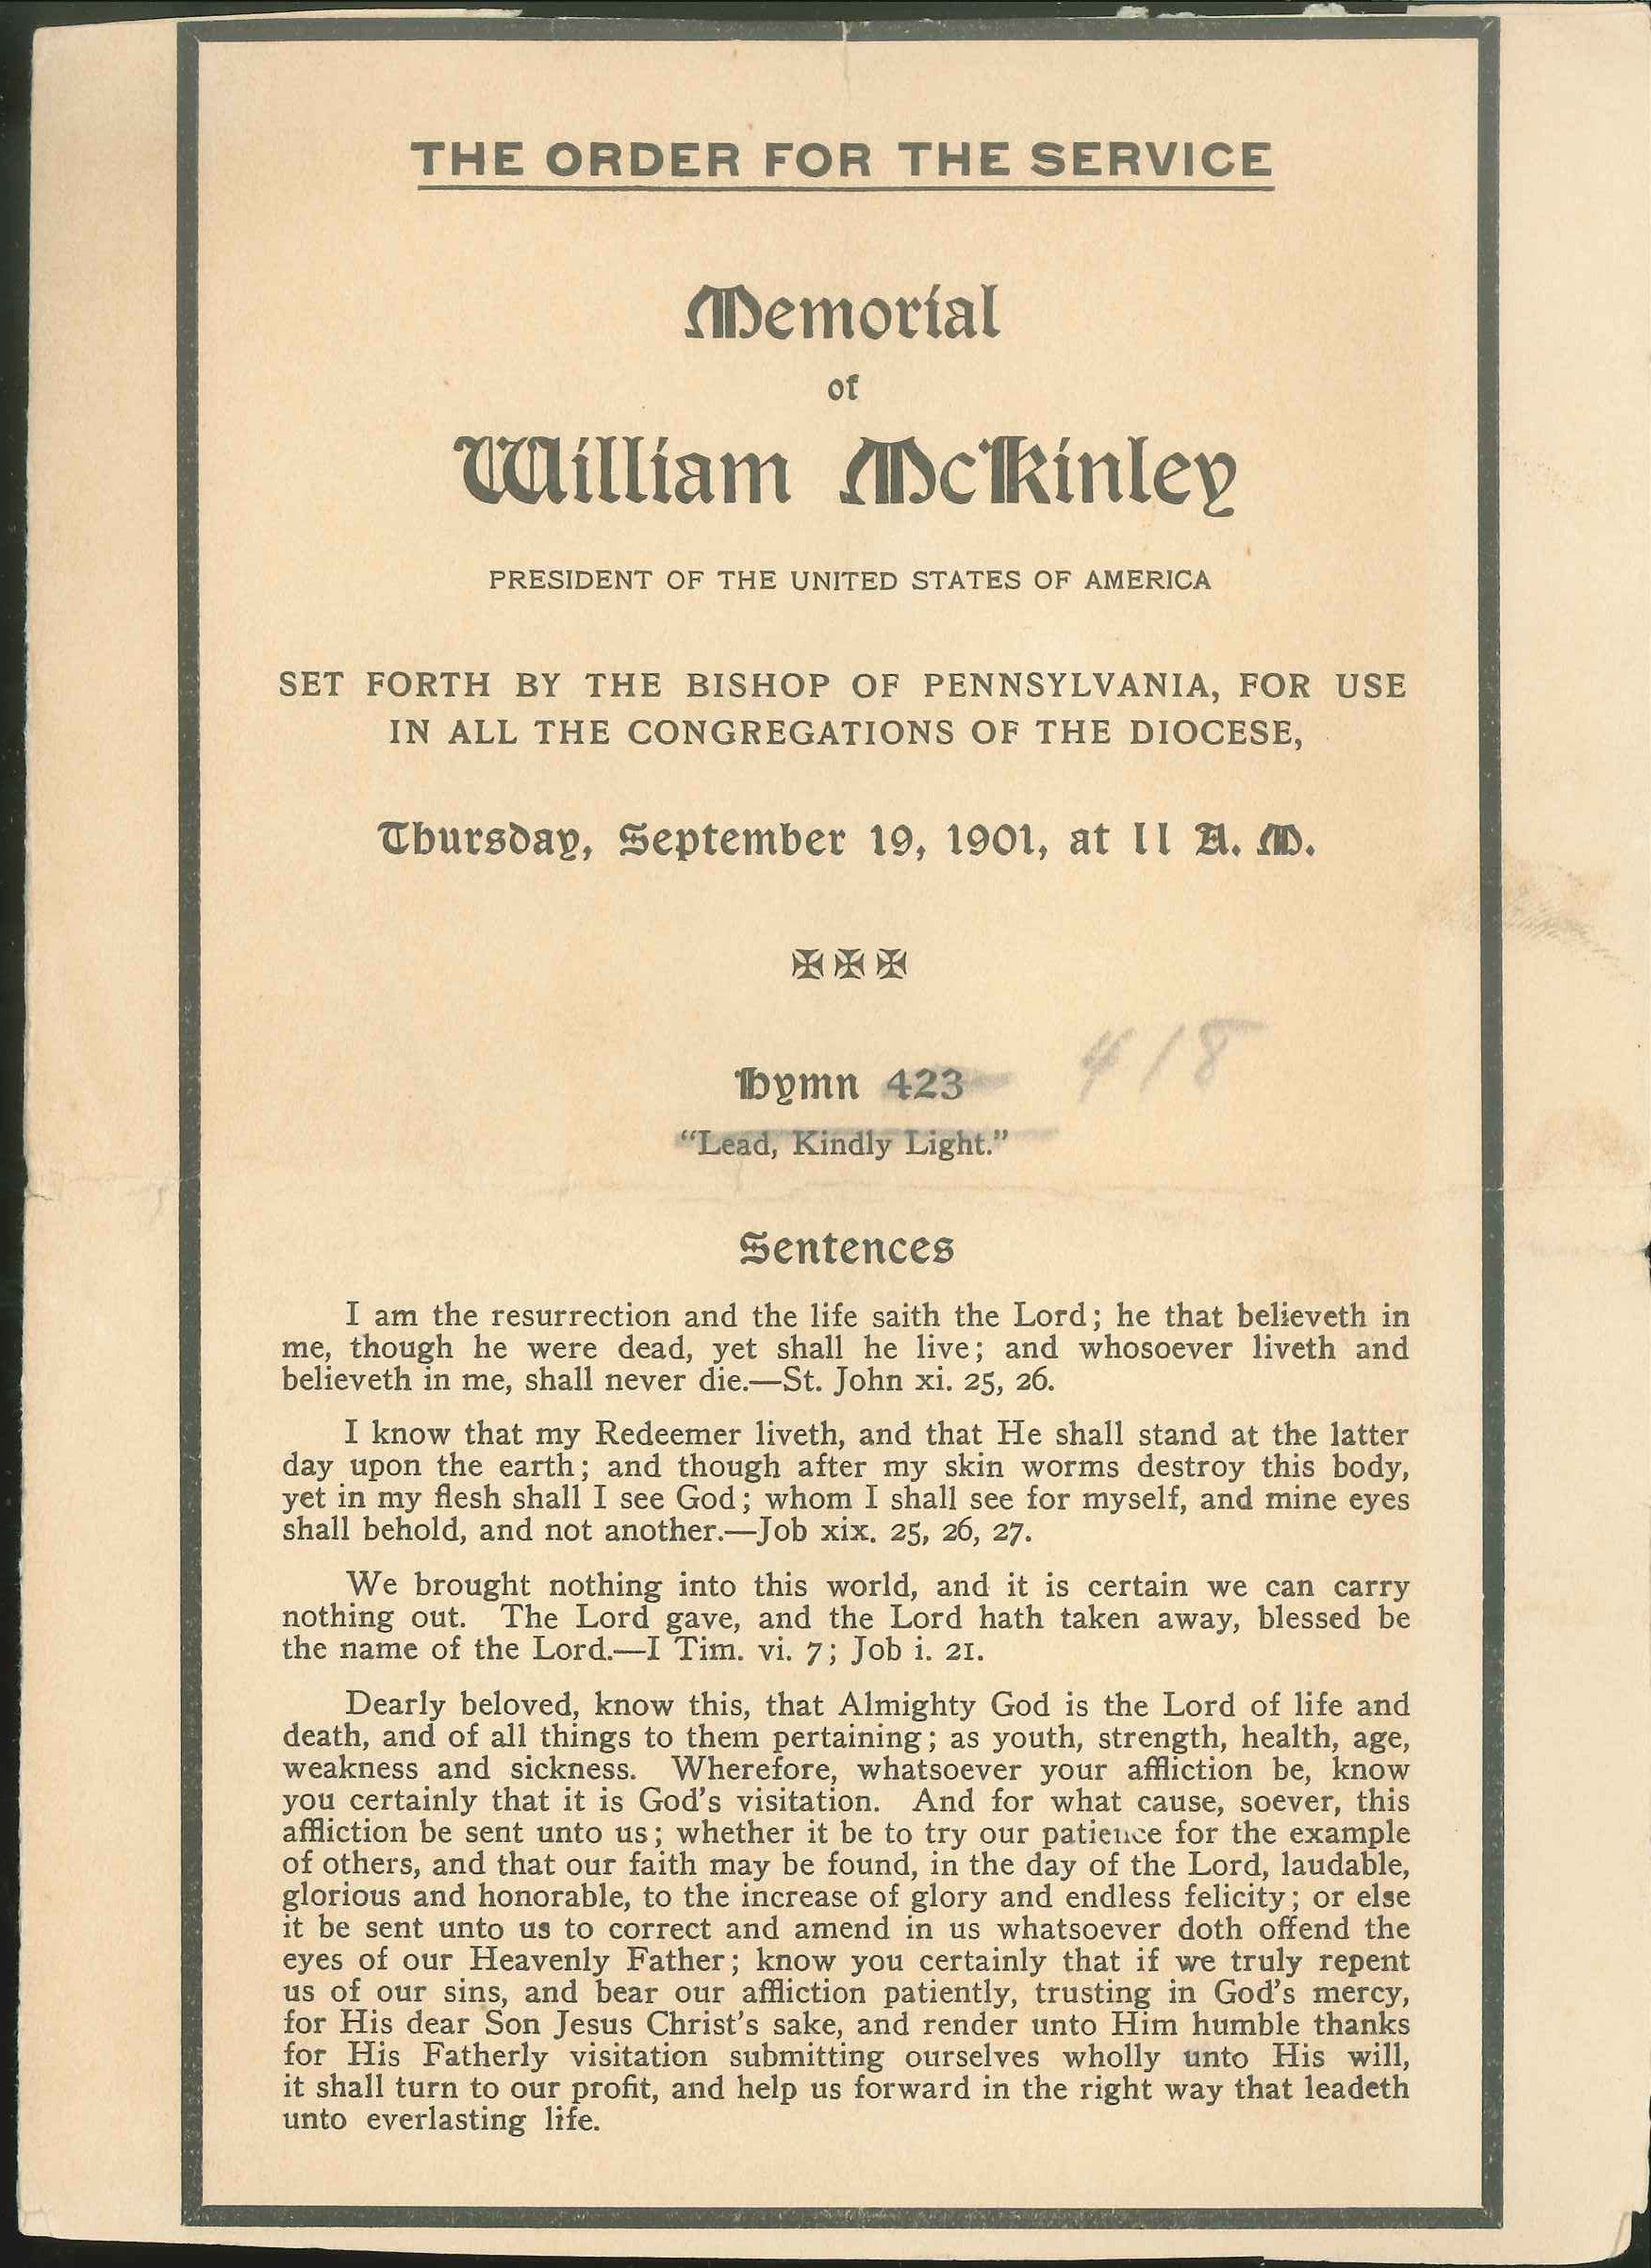 THE ORDER FOR THE SERVICE
Memorial
of
William McKinley
PRESIDENT OF THE UNITED STATES OF AMERICA
SET FORTH BY THE BISHOP OF PENNSYLVANIA, FOR USE
IN ALL THE CONGREGATIONS OF THE DIOCESE,
Thursday, September 19, 1901, at 11 A. M.
✠ ✠ ✠
Hymn 423 418
“Lead, Kindly Light.”
Sentences
I am the resurrection and the life saith the Lord; he that believeth in
me, though he were dead, yet shall he live; and whosoever liveth and
believeth in me, shall never die.—St. John xi. 25, 26.
I know that my Redeemer liveth, and that He shall stand at the latter
day upon the earth; and though after my skin worms destroy this body,
yet in my flesh shall I see God; whom I shall see for myself, and mine eyes
shall behold, and not another.—Job xix. 25, 26, 27.
We brought nothing into this world, and it is certain we can carry
nothing out. The Lord gave, and the Lord hath taken away, blessed be
the name of the Lord.—I Tim. vi. 7; Job i. 21.
Dearly beloved, know this, that Almighty God is the Lord of life and
death, and of all things to them pertaining; as youth, strength, health, age,
weakness and sickness. Wherefore, whatsoever your affliction be, know
you certainly that it is God's visitation. And for what cause, soever, this
affliction be sent unto us; whether it be to try our patience for the example
of others, and that our faith may be found, in the day of the Lord, laudable,
glorious and honorable, to the increase of glory and endless felicity; or else
it be sent unto us to correct and amend in us whatsoever doth offend the
eyes of our Heavenly Father; know you certainly that if we truly repent
us of our sins, and bear our affliction patiently, trusting in God's mercy,
for His dear Son Jesus Christ's sake, and render unto Him humble thanks
for His Fatherly visitation submitting ourselves wholly unto His will,
it shall turn to our profit, and help us forward in the right way that leadeth
unto everlasting life.